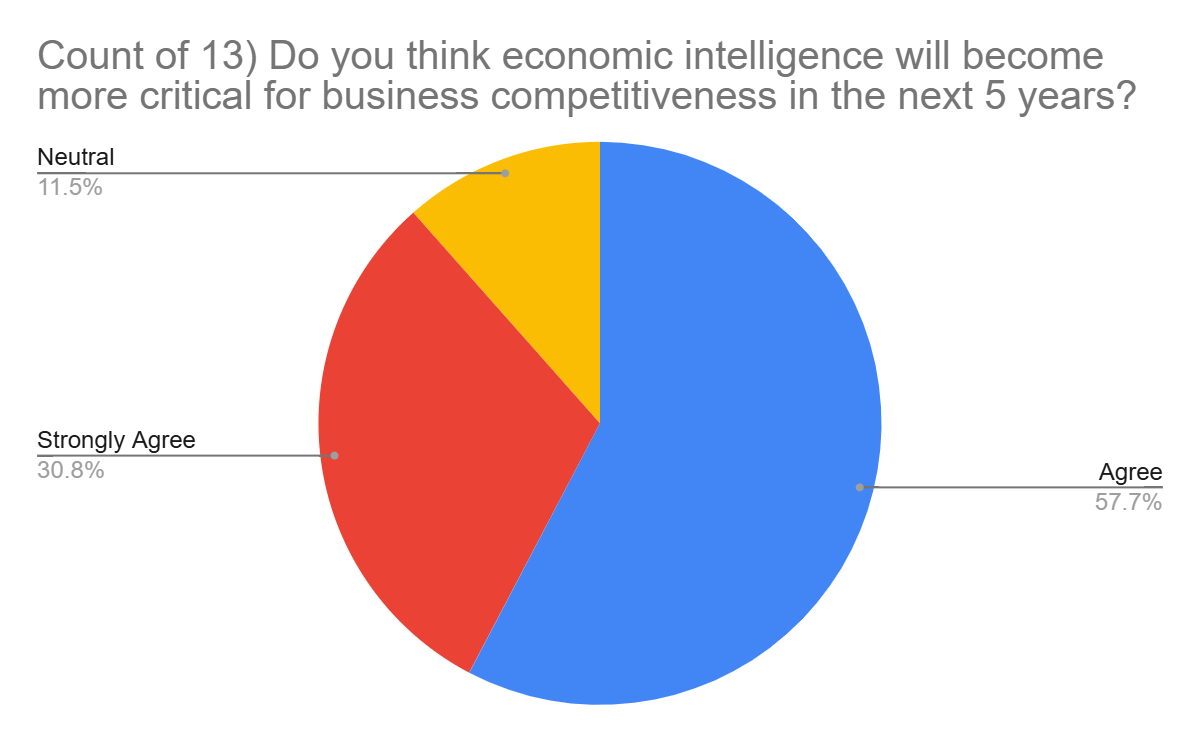 Count of 13) Do you think economic intelligence will become
more critical for business competitiveness in the next 5 years?
Neutral
11.5%
Strongly Agree
30.8%
Agree
57.7%